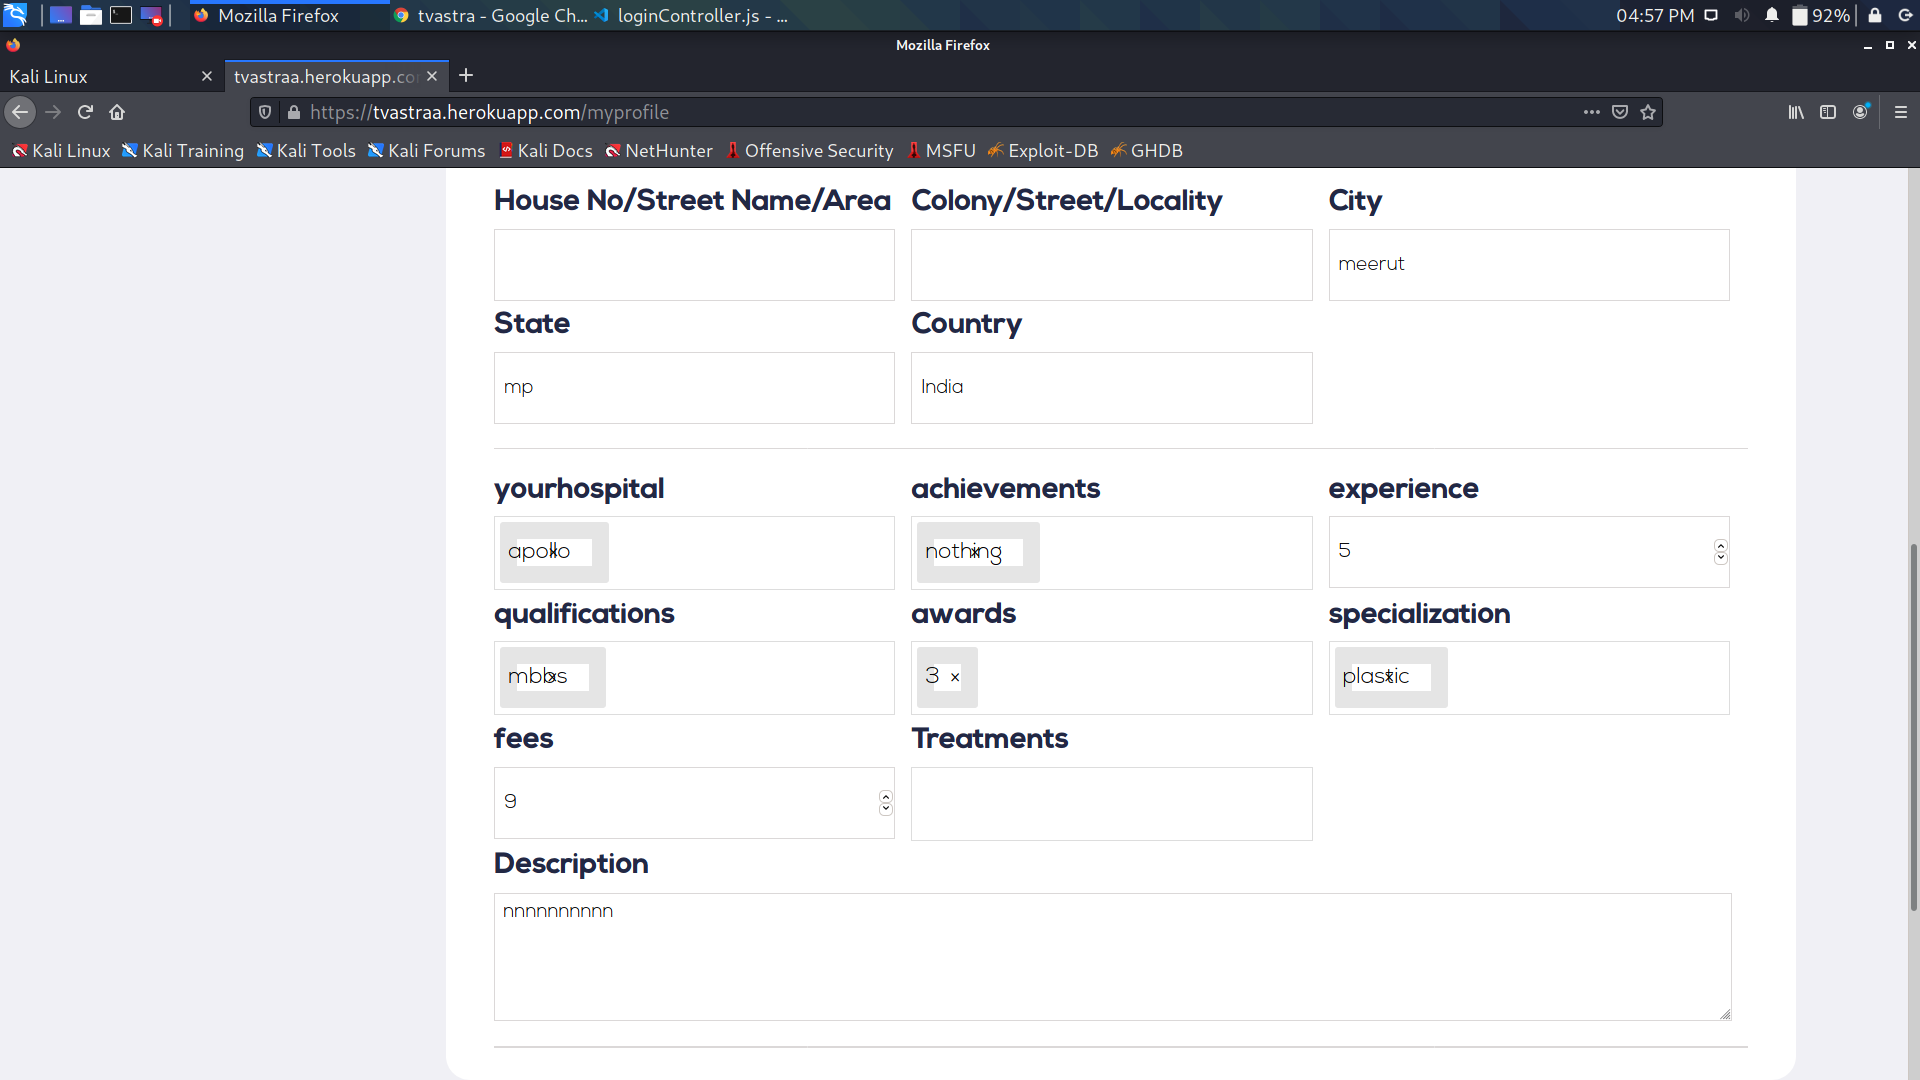 Mozilla Firefox tvastra - Google Ch... loginController.js - ... 04:57 PM 92%
Mozilla Firefox
Kali Linux tvastraa.herokuapp.co
https://tvastraa.herokuapp.com/myprofile
Kali Linux Kali Training Kali Tools Kali Forums Kali Docs NetHunter Offensive Security MSFU Exploit-DB GHDB
House No/Street Name/Area Colony/Street/Locality City
meerut
State Country
mp India
yourhospital achievements experience
apollo x nothing x 5
qualifications awards specialization
mbbs x 3 x plastic x
fees Treatments
9
Description
nnnnnnnnnn